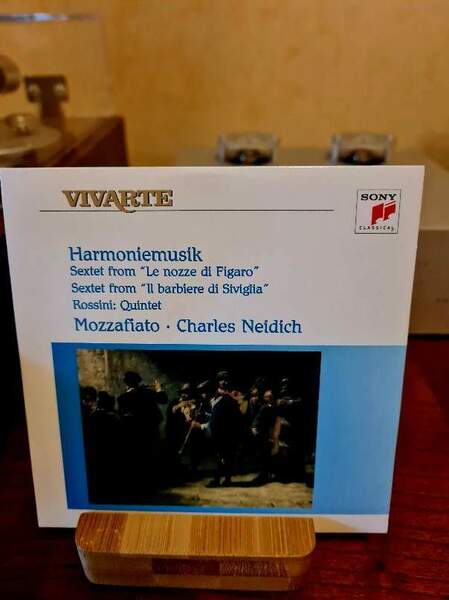 VIVARTE
SONY
CLASSICAL
Harmoniemusik
Sextet from "Le nozze di Figaro"
Sextet from "Il barbiere di Siviglia"
Rossini: Quintet
Mozzafiato · Charles Neidich